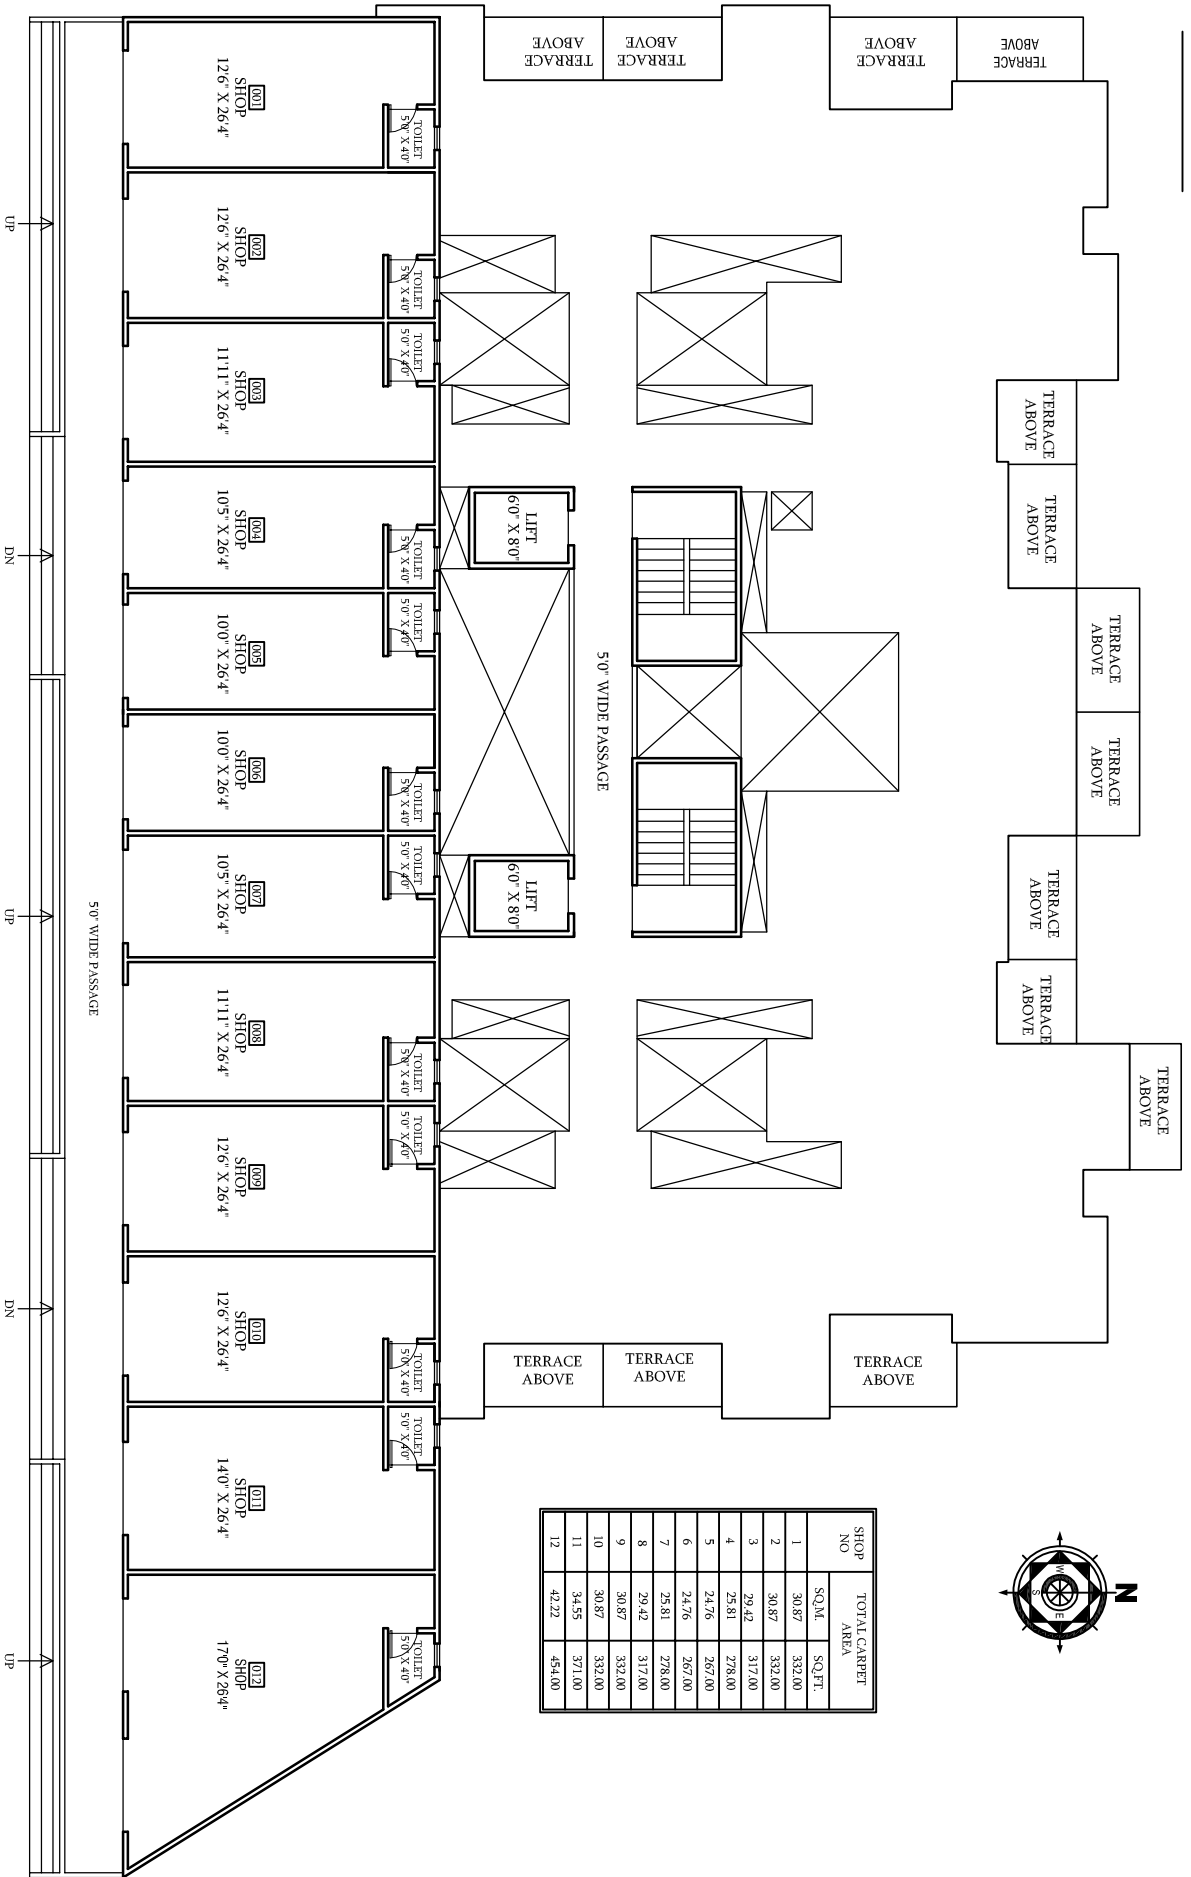 TERRACE
ABOVE
TERRACE
ABOVE
TERRACE
ABOVE
TERRACE
ABOVE
TERRACE
ABOVE
TERRACE
ABOVE
TERRACE
ABOVE
TERRACE
ABOVE
TERRACE
ABOVE
TERRACE
ABOVE
TERRACE
ABOVE
TERRACE
ABOVE
TERRACE
ABOVE
TERRACE
ABOVE
N
W
E
S
LIFT
6'0" X 8'0"
LIFT
6'0" X 8'0"
5'0" WIDE PASSAGE
SHOP
NO
TOTAL CARPET
AREA
SQ.M. SQ.FT.
1 30.87 332.00
2 30.87 332.00
3 29.42 317.00
4 25.81 278.00
5 24.76 267.00
6 24.76 267.00
7 25.81 278.00
8 29.42 317.00
9 30.87 332.00
10 30.87 332.00
11 34.55 371.00
12 42.22 454.00
TOILET
5'0" X 4'0"
TOILET
5'0" X 4'0"
TOILET
5'0" X 4'0"
TOILET
5'0" X 4'0"
TOILET
5'0" X 4'0"
TOILET
5'0" X 4'0"
TOILET
5'0" X 4'0"
TOILET
5'0" X 4'0"
TOILET
5'0" X 4'0"
TOILET
5'0" X 4'0"
TOILET
5'0" X 4'0"
TOILET
5'0" X 4'0"
001
SHOP
12'6" X 26'4"
002
SHOP
12'6" X 26'4"
003
SHOP
11'11" X 26'4"
004
SHOP
10'5" X 26'4"
005
SHOP
10'0" X 26'4"
006
SHOP
10'0" X 26'4"
007
SHOP
10'5" X 26'4"
008
SHOP
11'11" X 26'4"
009
SHOP
12'6" X 26'4"
010
SHOP
12'6" X 26'4"
011
SHOP
14'0" X 26'4"
012
SHOP
17'0" X 26'4"
5'0" WIDE PASSAGE
UP
DN
UP
DN
UP